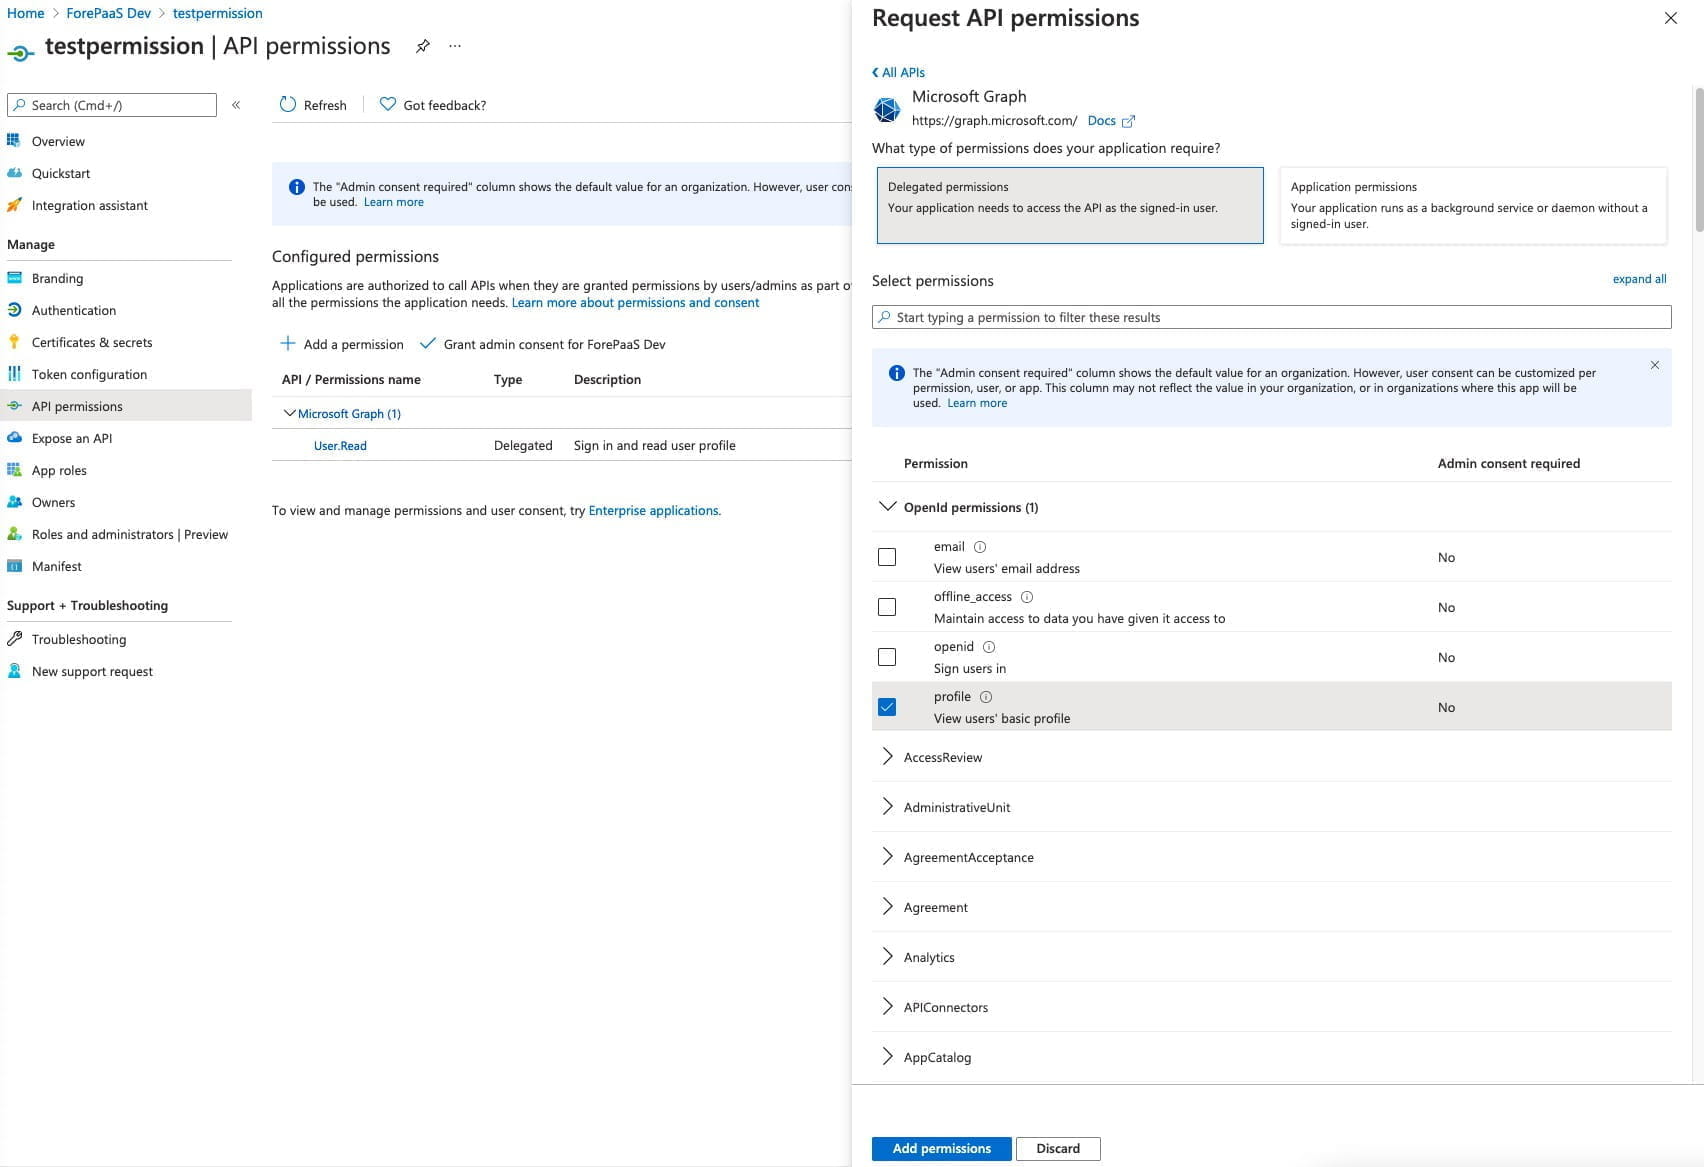 Home > ForePaaS Dev > testpermission
testpermission | API permissions
Search (Cmd+/)
Overview
Quickstart
Integration assistant
Manage
Branding
Authentication
Certificates & secrets
Token configuration
API permissions
Expose an API
App roles
Owners
Roles and administrators | Preview
Manifest
Support + Troubleshooting
Troubleshooting
New support request
Refresh
Got feedback?
The "Admin consent required" column shows the default value for an organization. However, user con
be used. Learn more
Configured permissions
Applications are authorized to call APIs when they are granted permissions by users/admins as part o
all the permissions the application needs. Learn more about permissions and consent
Add a permission
Grant admin consent for ForePaaS Dev
API / Permissions name Type Description
Microsoft Graph (1)
User.Read Delegated Sign in and read user profile
To view and manage permissions and user consent, try Enterprise applications.
Request API permissions
All APIs
Microsoft Graph
https://graph.microsoft.com/ Docs
What type of permissions does your application require?
Delegated permissions
Your application needs to access the API as the signed-in user.
Application permissions
Your application runs as a background service or daemon without a
signed-in user.
Select permissions
expand all
Start typing a permission to filter these results
The "Admin consent required" column shows the default value for an organization. However, user consent can be customized per
permission, user, or app. This column may not reflect the value in your organization, or in organizations where this app will be
used. Learn more
Permission Admin consent required
OpenId permissions (1)
email
View users' email address
No
offline_access
Maintain access to data you have given it access to
No
openid
Sign users in
No
profile
View users' basic profile
No
AccessReview
AdministrativeUnit
AgreementAcceptance
Agreement
Analytics
APIConnectors
AppCatalog
Add permissions
Discard